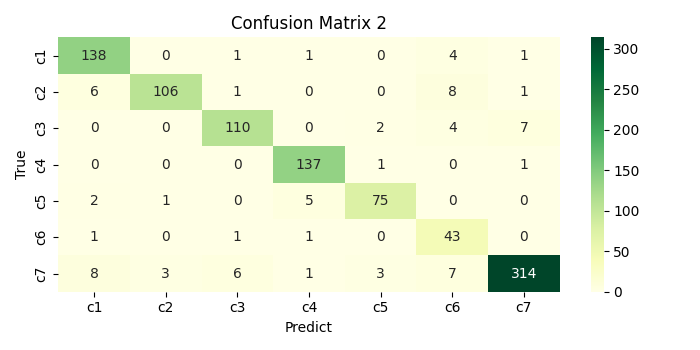 Confusion Matrix 2
True
c1 138 0 1 1 0 4 1
c2 6 106 1 0 0 8 1
c3 0 0 110 0 2 4 7
c4 0 0 0 137 1 0 1
c5 2 1 0 5 75 0 0
c6 1 0 1 1 0 43 0
c7 8 3 6 1 3 7 314
c1 c2 c3 c4 c5 c6 c7
Predict
300
250
200
150
100
50
0